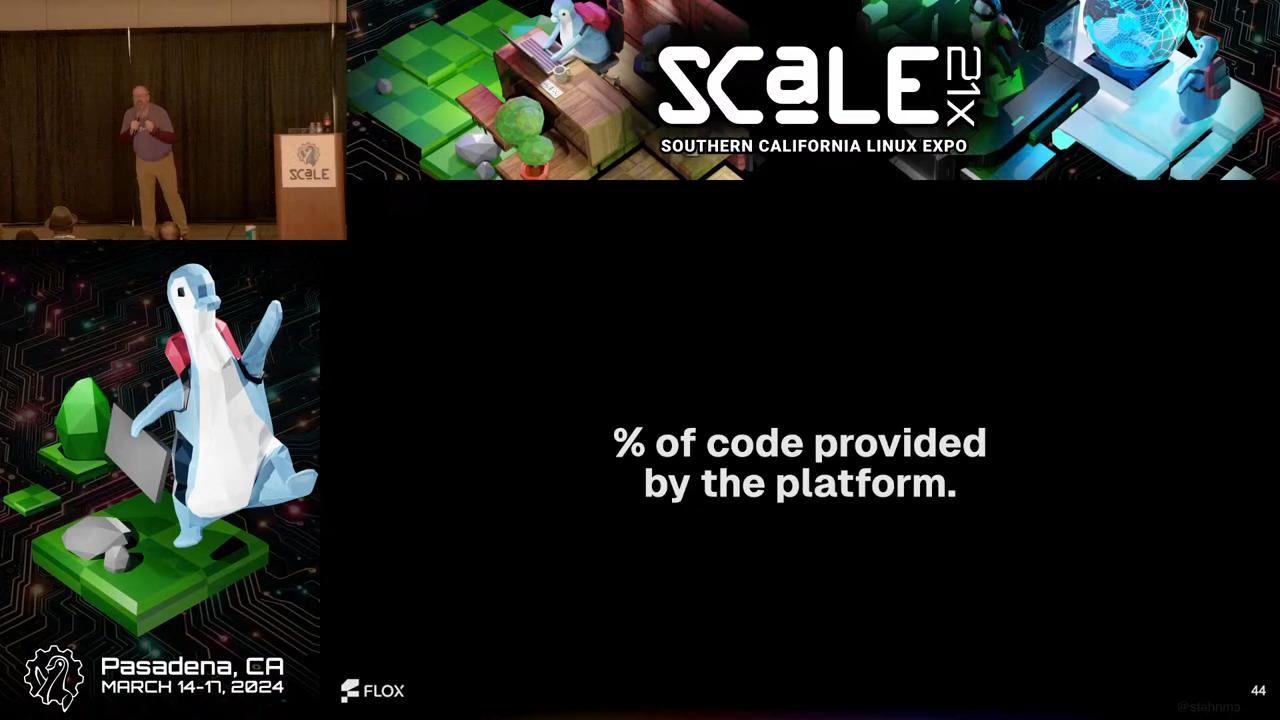 SCaLE 21X
SOUTHERN CALIFORNIA LINUX EXPO
SCaLE
% of code provided
by the platform.
Pasadena, CA
MARCH 14-17, 2024
FLOX
44
@stahnma